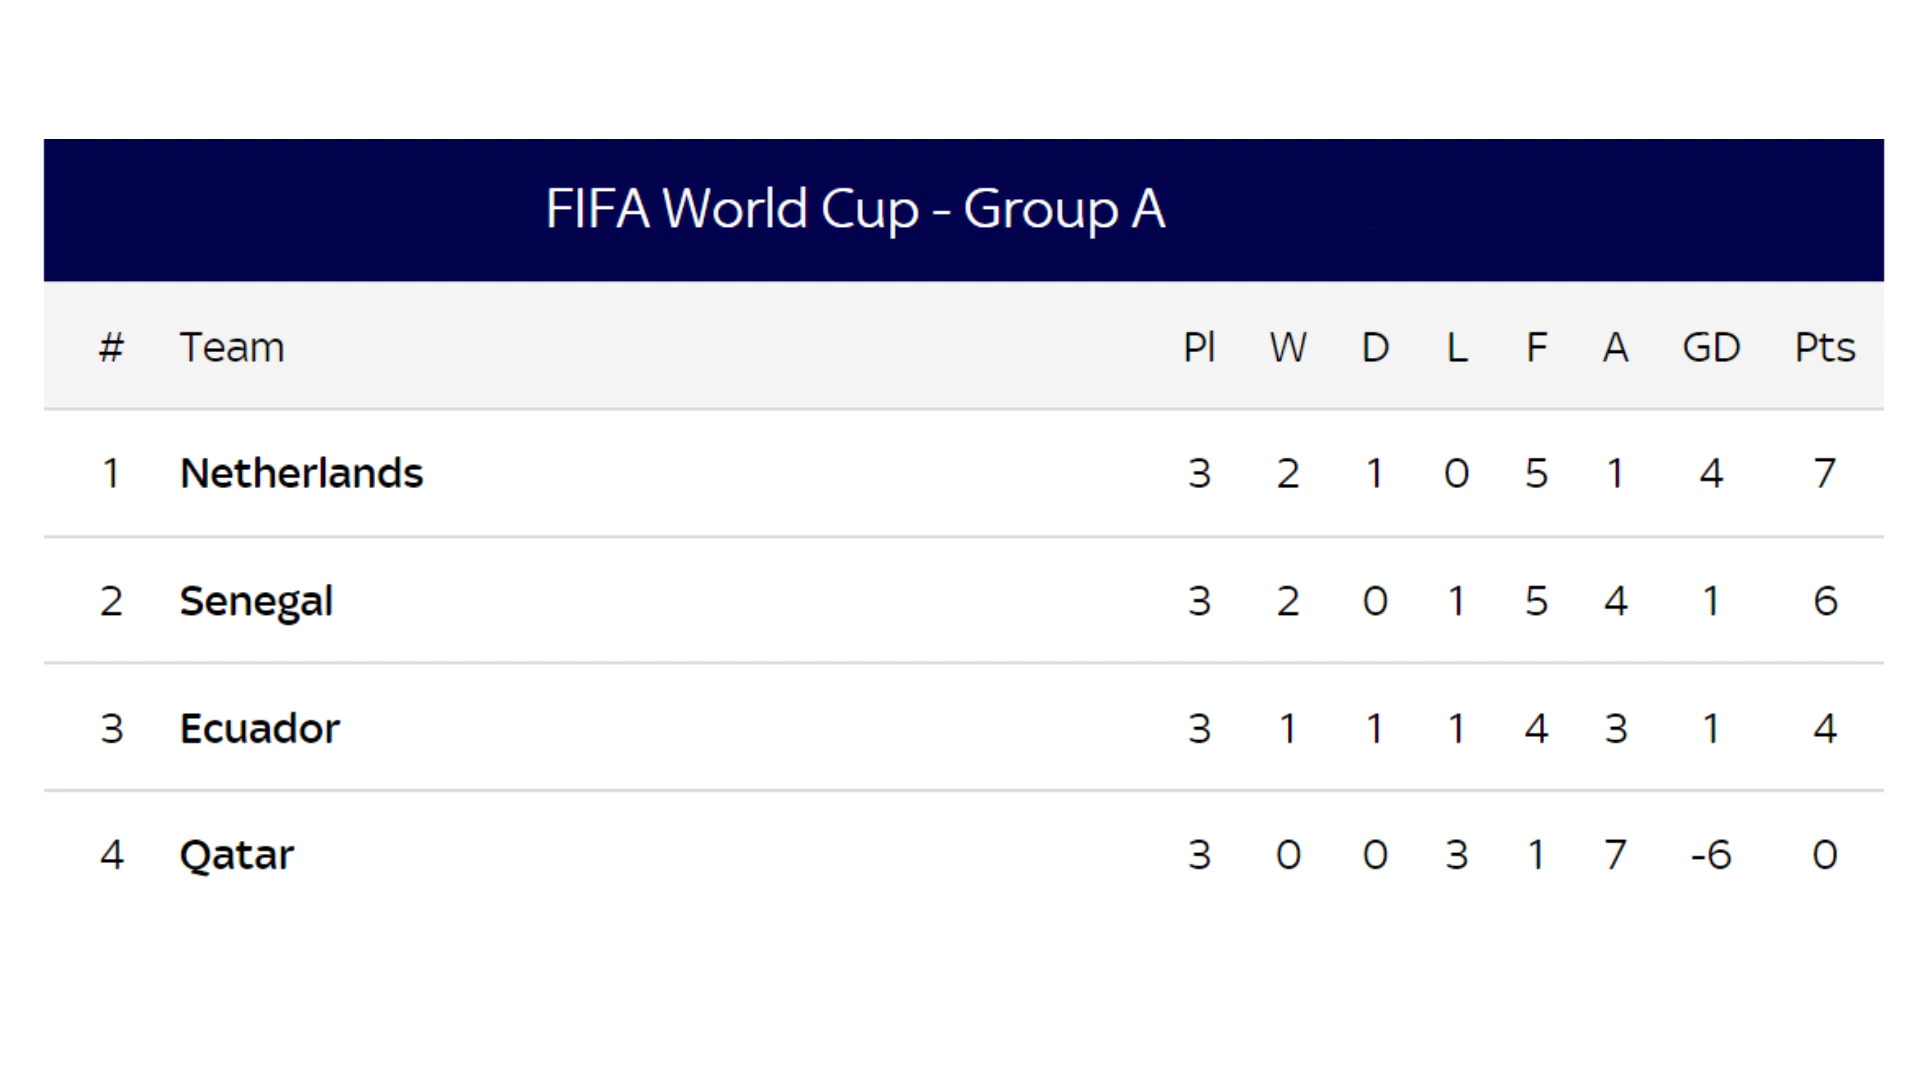 FIFA World Cup - Group A
# Team Pl W D L F A GD Pts
1 Netherlands 3 2 1 0 5 1 4 7
2 Senegal 3 2 0 1 5 4 1 6
3 Ecuador 3 1 1 1 4 3 1 4
4 Qatar 3 0 0 3 1 7 -6 0